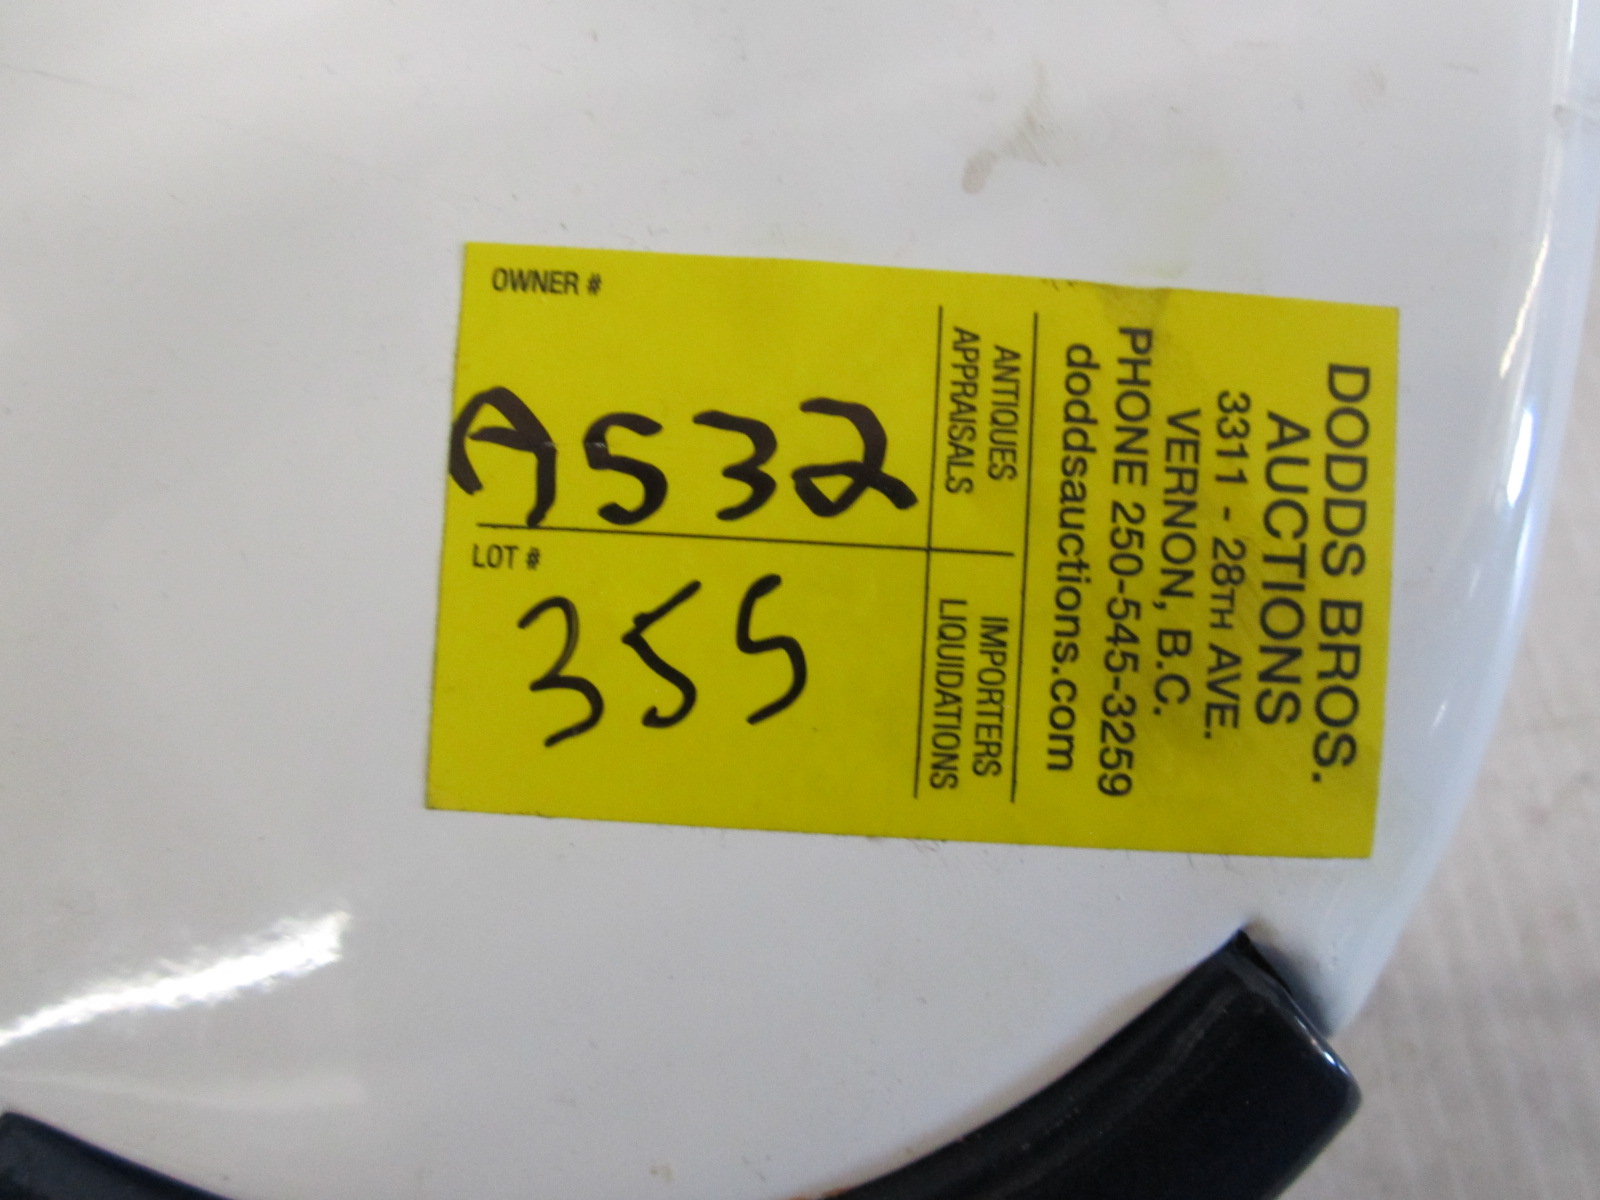 DODDS BROS.
AUCTIONS
3311 - 28TH AVE.
VERNON, B.C.
PHONE 250-545-3259
doddsauctions.com
ANTIQUES
APPRAISALS
IMPORTERS
LIQUIDATIONS
OWNER #
A532
LOT #
355